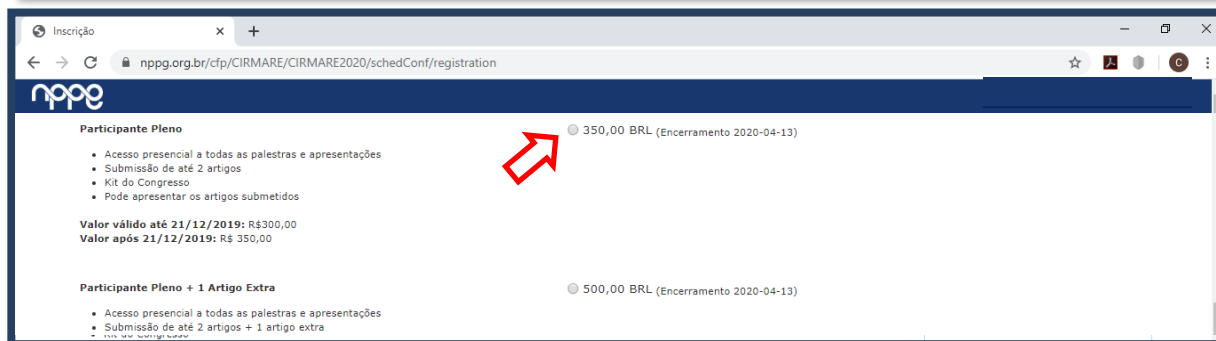 Inscrição
nppg.org.br/cfp/CIRMARE/CIRMARE2020/schedConf/registration
C
nppg
Participante Pleno
350,00 BRL (Encerramento 2020-04-13)
• Acesso presencial a todas as palestras e apresentações
• Submissão de até 2 artigos
• Kit do Congresso
• Pode apresentar os artigos submetidos
Valor válido até 21/12/2019: R$300,00
Valor após 21/12/2019: R$ 350,00
Participante Pleno + 1 Artigo Extra
500,00 BRL (Encerramento 2020-04-13)
• Acesso presencial a todas as palestras e apresentações
• Submissão de até 2 artigos + 1 artigo extra